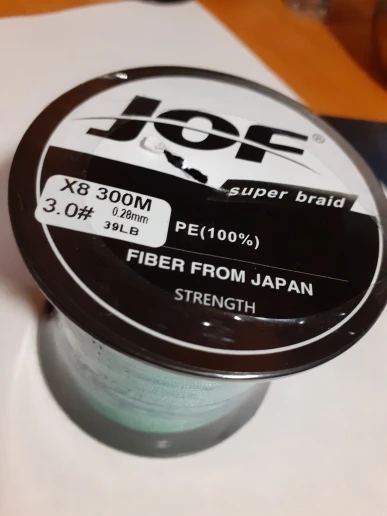 JOF®
super braid
X8 300M
3.0# 0.28mm
39LB
PE(100%)
FIBER FROM JAPAN
STRENGTH